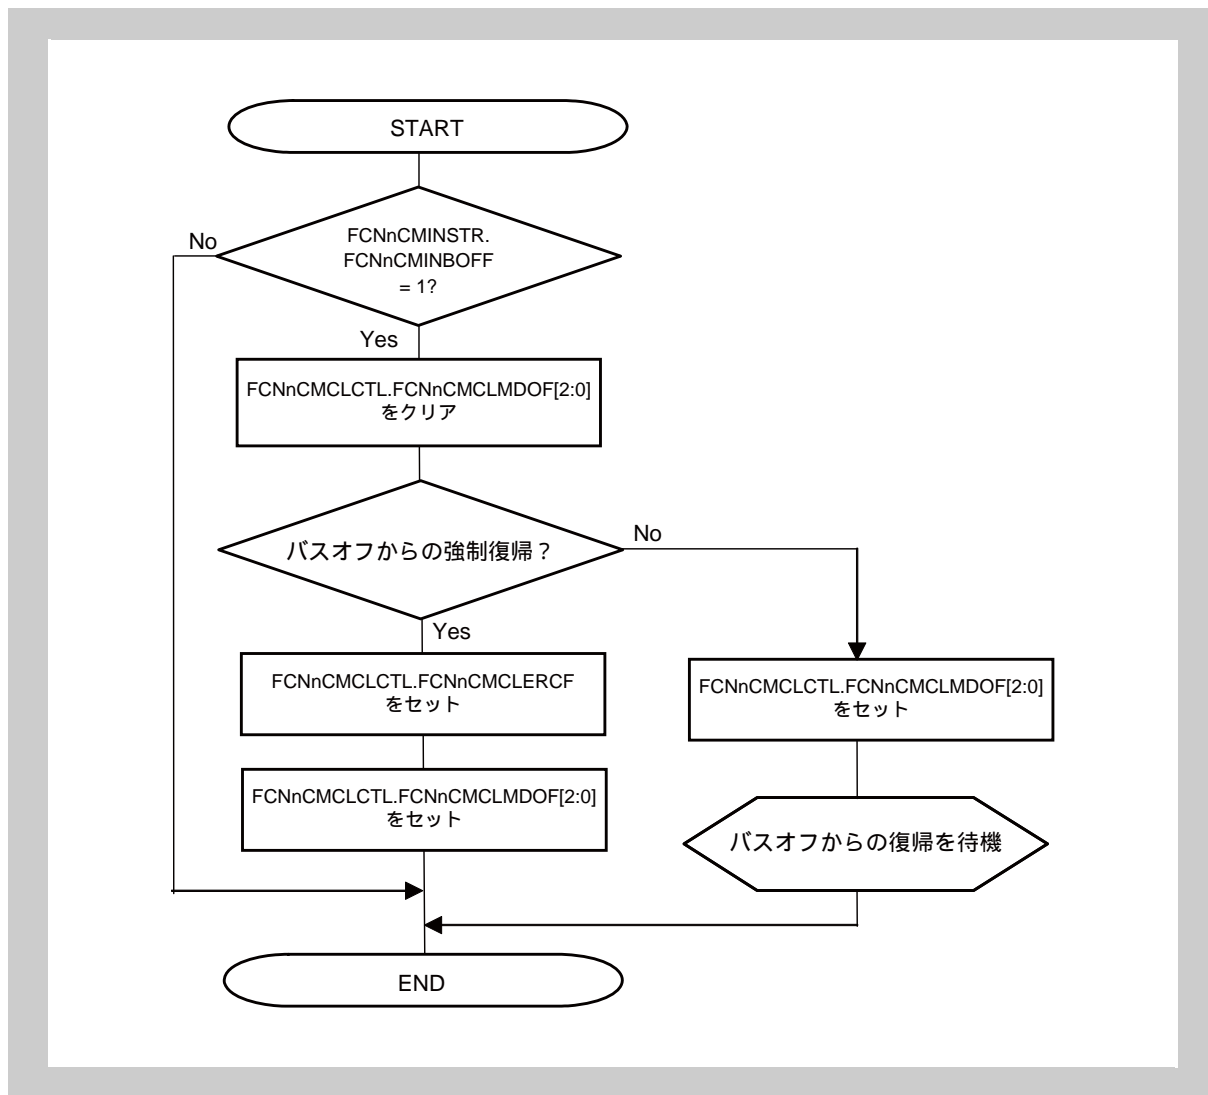 START
No
FCNnCMINSTR.
FCNnCMINBOFF
= 1?
Yes
FCNnCMCLCTL.FCNnCMCLMDOF[2:0]
をクリア
バスオフからの強制復帰？
No
Yes
FCNnCMCLCTL.FCNnCMCLERCF
をセット
FCNnCMCLCTL.FCNnCMCLMDOF[2:0]
をセット
FCNnCMCLCTL.FCNnCMCLMDOF[2:0]
をセット
バスオフからの復帰を待機
END